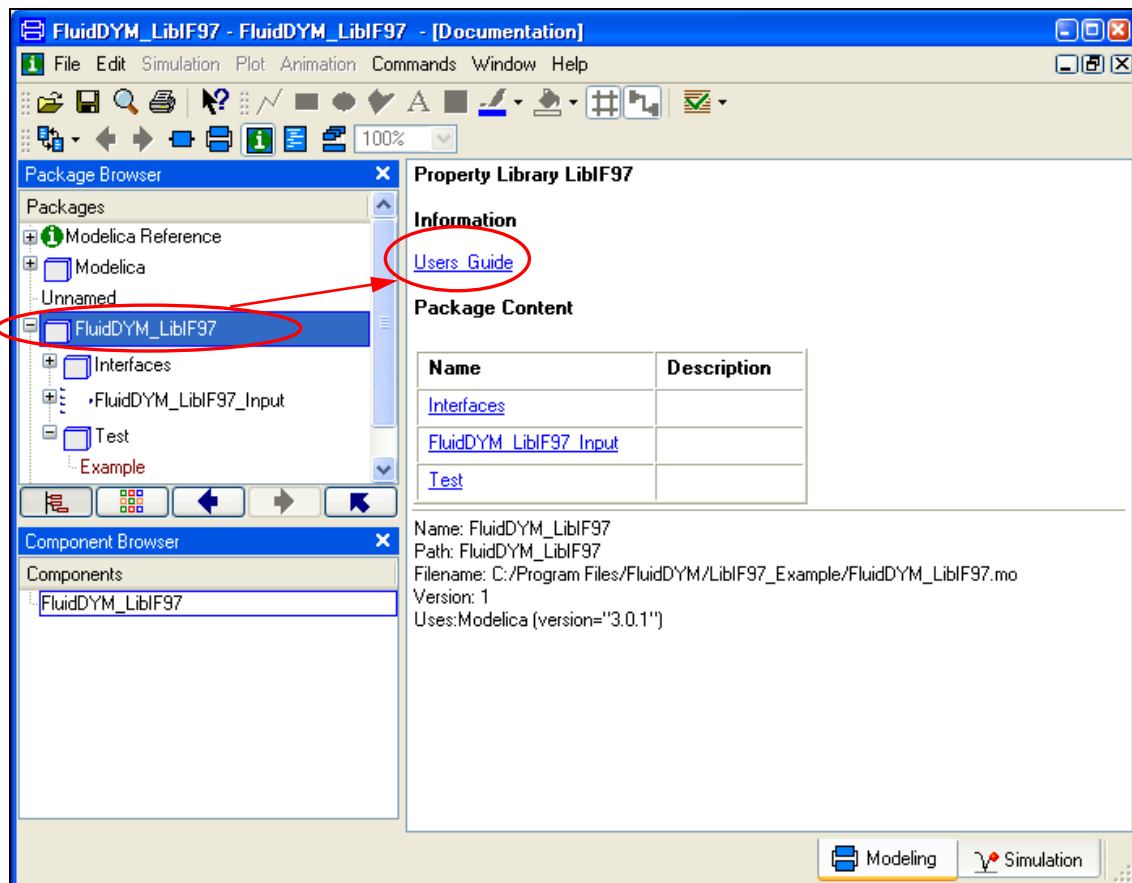 FluidDYM_LibIF97 - FluidDYM_LibIF97 - [Documentation]
File Edit Simulation Plot Animation Commands Window Help
100%
Package Browser
Packages
Modelica Reference
Modelica
Unnamed
FluidDYM_LibIF97
Interfaces
FluidDYM_LibIF97_Input
Test
Example
Component Browser
Components
FluidDYM_LibIF97
Property Library LibIF97
Information
Users Guide
Package Content
Name Description
Interfaces
FluidDYM LibIF97 Input
Test
Name: FluidDYM_LibIF97
Path: FluidDYM_LibIF97
Filename: C:/Program Files/FluidDYM/LibIF97_Example/FluidDYM_LibIF97.mo
Version: 1
Uses:Modelica (version="3.0.1")
Modeling Simulation